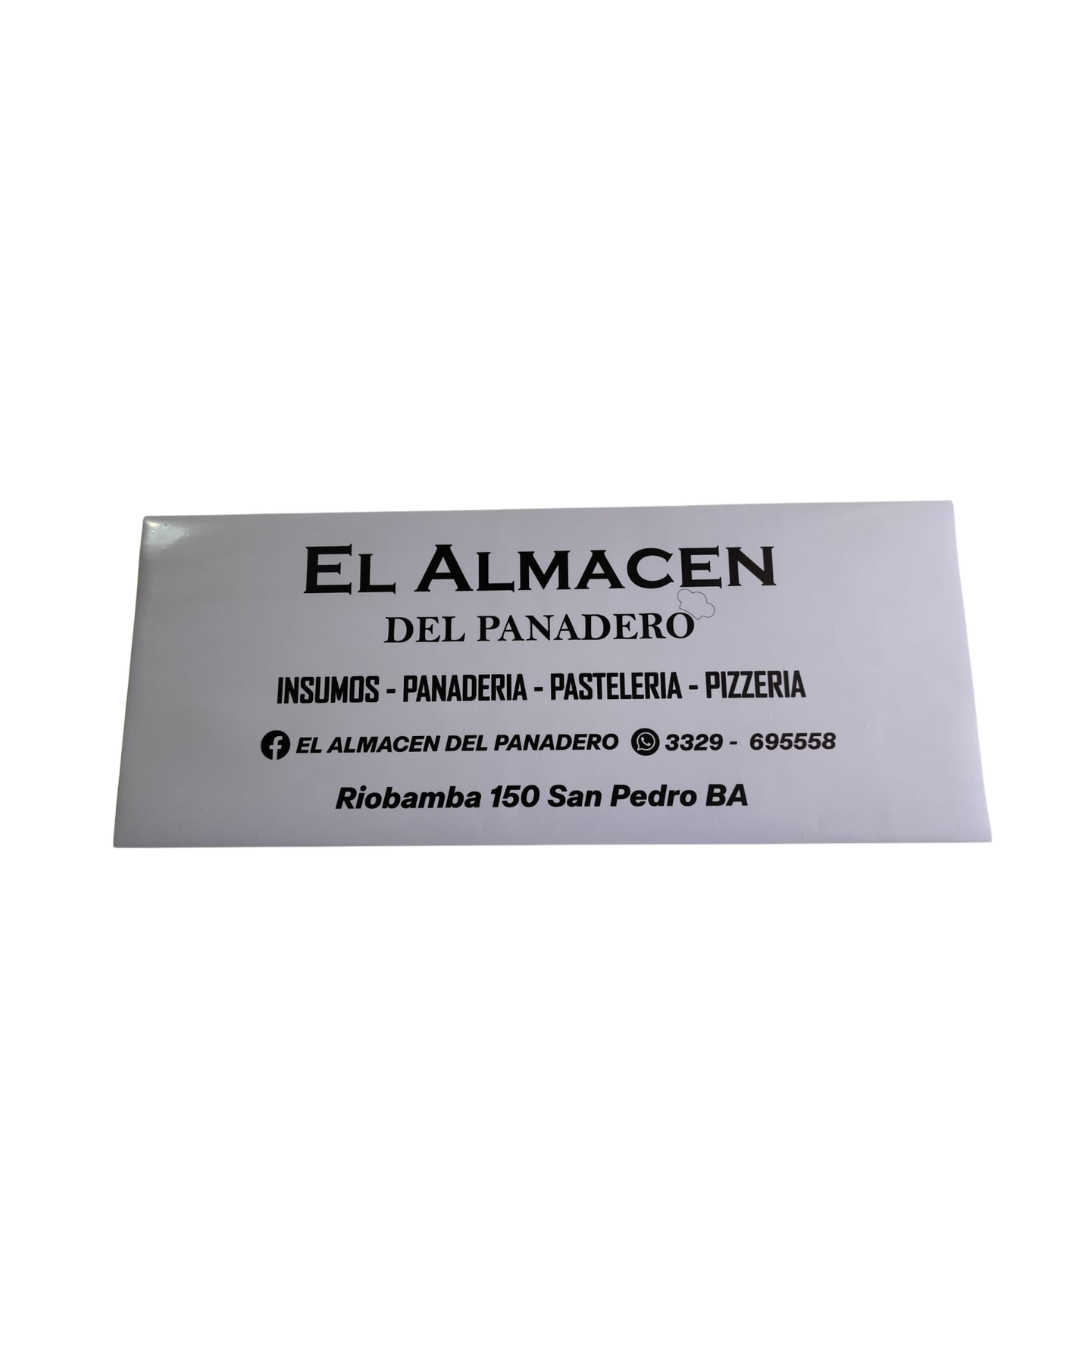 EL ALMACEN
DEL PANADERO
INSUMOS - PANADERIA - PASTELERIA - PIZZERIA
EL ALMACEN DEL PANADERO 3329 - 695558
Riobamba 150 San Pedro BA